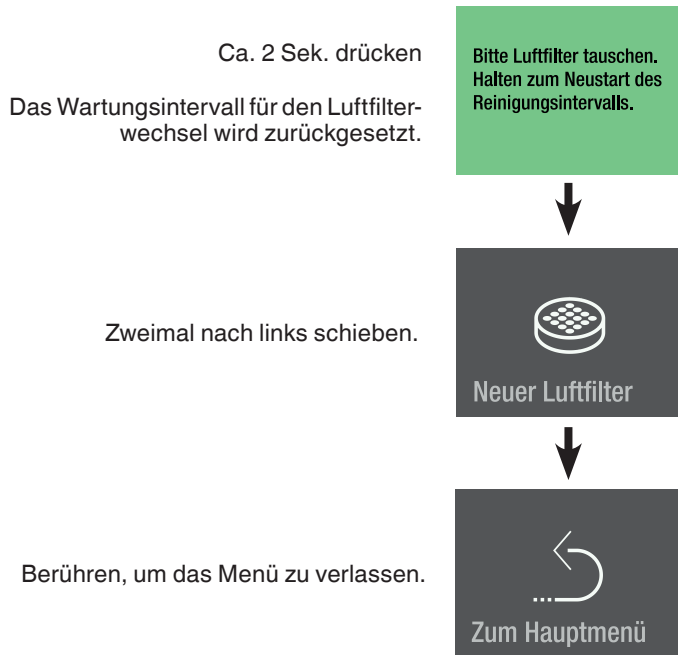 Ca. 2 Sek. drücken
Das Wartungsintervall für den Luftfilter-
wechsel wird zurückgesetzt.
Bitte Luftfilter tauschen.
Halten zum Neustart des
Reinigungsintervalls.
Zweimal nach links schieben.
Neuer Luftfilter
Berühren, um das Menü zu verlassen.
Zum Hauptmenü